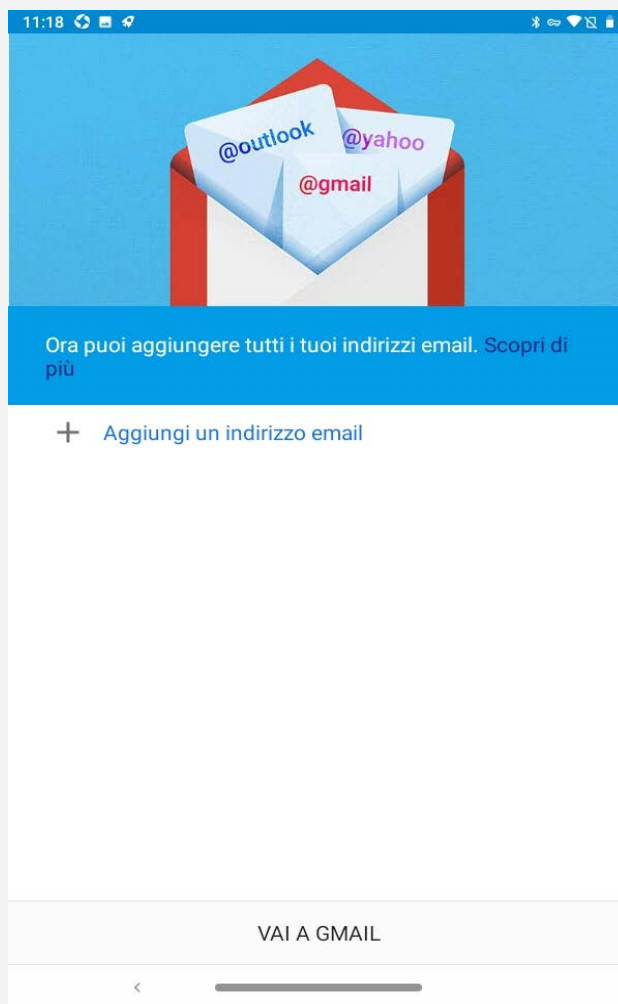 11:18
@outlook
@yahoo
@gmail
Ora puoi aggiungere tutti i tuoi indirizzi email. Scopri di
più
+ Aggiungi un indirizzo email
VAI A GMAIL